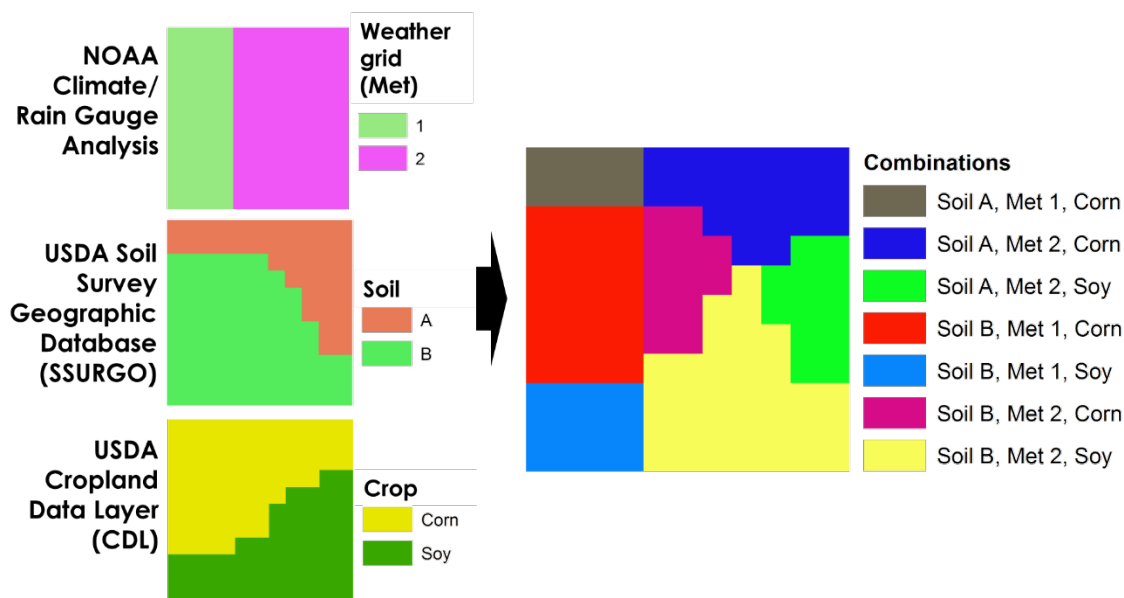 NOAA
Climate/
Rain Gauge
Analysis
Weather
grid
(Met)
1
2
USDA Soil
Survey
Geographic
Database
(SSURGO)
Soil
A
B
USDA
Cropland
Data Layer
(CDL)
Crop
Corn
Soy
Combinations
Soil A, Met 1, Corn
Soil A, Met 2, Corn
Soil A, Met 2, Soy
Soil B, Met 1, Corn
Soil B, Met 1, Soy
Soil B, Met 2, Corn
Soil B, Met 2, Soy